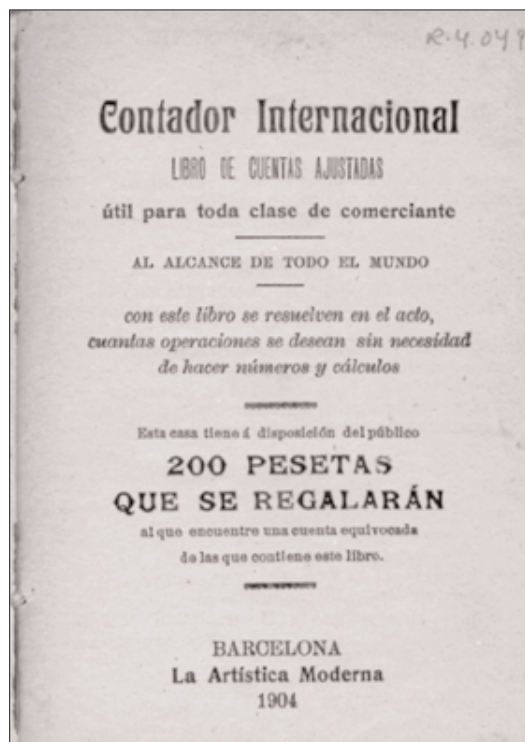 R.4.049
Contador Internacional
LIBRO DE CUENTAS AJUSTADAS
útil para toda clase de comerciante
AL ALCANCE DE TODO EL MUNDO
con este libro se resuelven en el acto,
cuantas operaciones se desean sin necesidad
de hacer números y cálculos
Esta casa tiene á disposición del público
200 PESETAS
QUE SE REGALARÁN
al que encuentre una cuenta equivocada
de las que contiene este libro.
BARCELONA
La Artística Moderna
1904